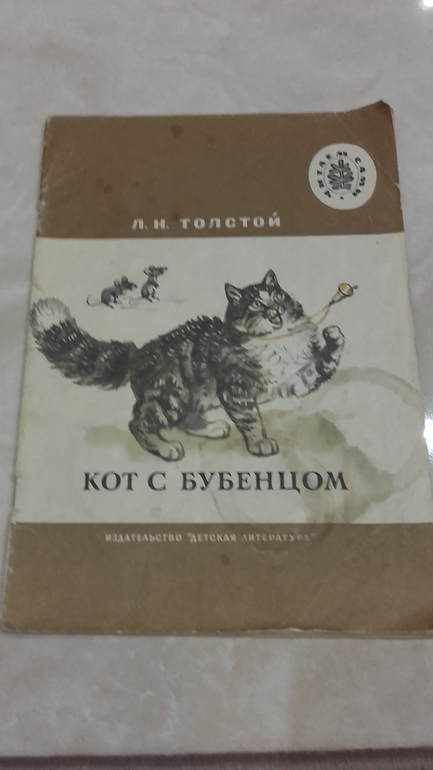 ЧИТАЕМ САМИ
Л. Н. ТОЛСТОЙ
КОТ С БУБЕНЦОМ
ИЗДАТЕЛЬСТВО "ДЕТСКАЯ ЛИТЕРАТУРА"